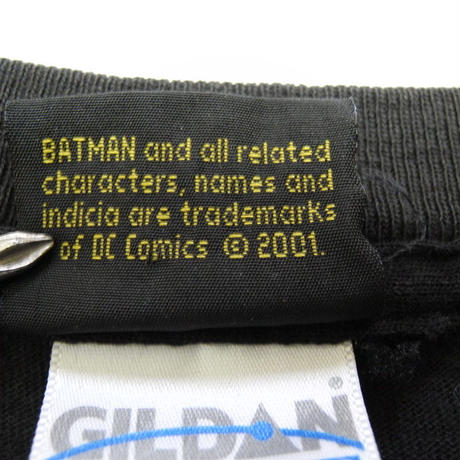 BATMAN and all related
characters, names and
indicia are trademarks
of DC Comics © 2001.
GILDAN®